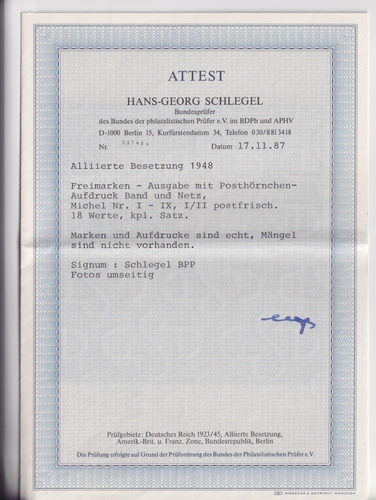 ATTEST
HANS-GEORG SCHLEGEL
Bundesprüfer
des Bundes der philatelistischen Prüfer e.V. im BDPh und APHV
D-1000 Berlin 15, Kurfürstendamm 34, Telefon 030/8813418
Nr. Datum 17.11.87
Alliierte Besetzung 1948
Freimarken - Ausgabe mit Posthörnchen-
Aufdruck Band und Netz,
Michel Nr. I - IX, I/II postfrisch.
18 Werte, kpl. Satz.
Marken und Aufdrucke sind echt, Mängel
sind nicht vorhanden.
Signum : Schlegel BPP
Fotos umseitig
Prüfgebiete: Deutsches Reich 1923/45, Alliierte Besetzung,
Amerik.-Brit. u. Franz. Zone, Bundesrepublik, Berlin
Die Prüfung erfolgte auf Grund der Prüfordnung des Bundes der Philatelistischen Prüfer e.V.